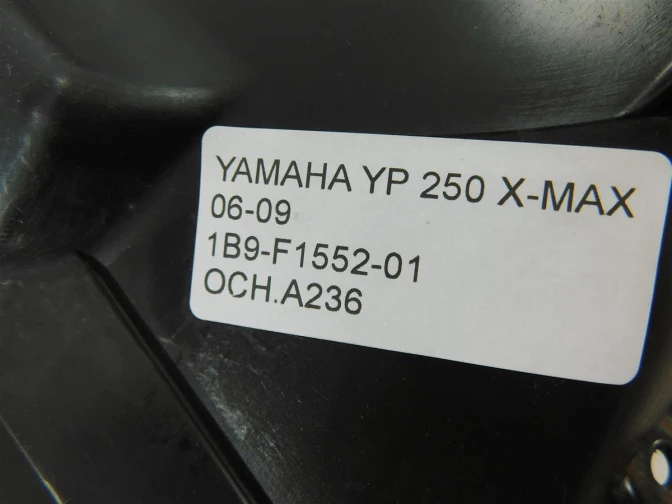 YAMAHA YP 250 X-MAX
06-09
1B9-F1552-01
OCH.A236